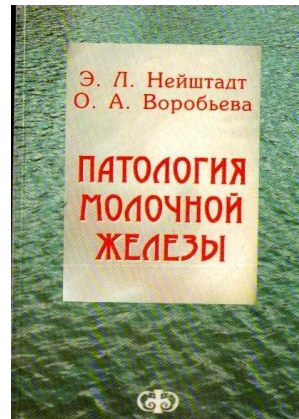 Э. Л. Нейштадт
О. А. Воробьева
ПАТОЛОГИЯ
МОЛОЧНОЙ
ЖЕЛЕЗЫ